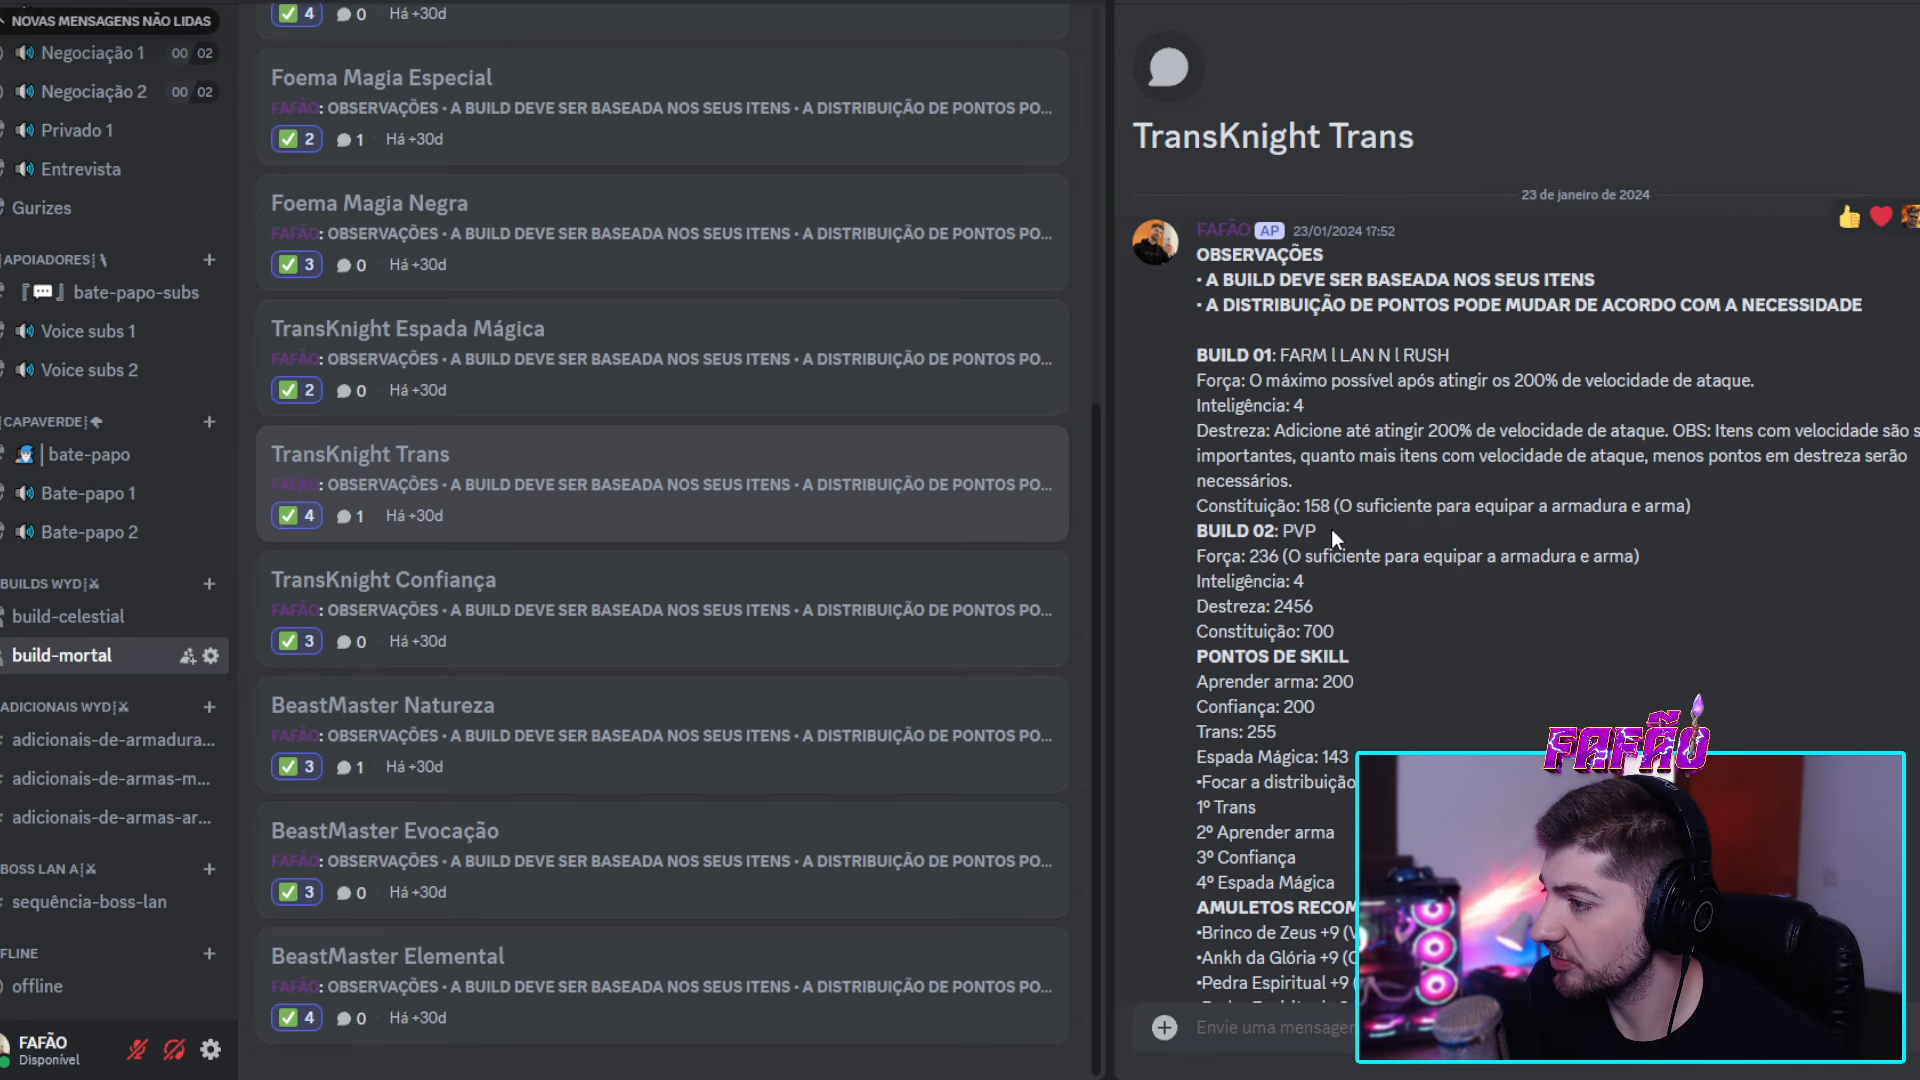 NOVAS MENSAGENS NÃO LIDAS
Negociação 1 00 02
Negociação 2 00 02
Privado 1
Entrevista
Gurizes
APOIADORES
bate-papo-subs
Voice subs 1
Voice subs 2
CAPAVERDE
bate-papo
Bate-papo 1
Bate-papo 2
BUILDS WYD
build-celestial
build-mortal
ADICIONAIS WYD
adicionais-de-armadura...
adicionais-de-armas-m...
adicionais-de-armas-ar...
BOSS LAN A
sequência-boss-lan
FLINE
offline
FAFÃO
Disponível
4 0 Há +30d
Foema Magia Especial
FAFÃO: OBSERVAÇÕES • A BUILD DEVE SER BASEADA NOS SEUS ITENS • A DISTRIBUIÇÃO DE PONTOS PO...
2 1 Há +30d
Foema Magia Negra
FAFÃO: OBSERVAÇÕES • A BUILD DEVE SER BASEADA NOS SEUS ITENS • A DISTRIBUIÇÃO DE PONTOS PO...
3 0 Há +30d
TransKnight Espada Mágica
FAFÃO: OBSERVAÇÕES • A BUILD DEVE SER BASEADA NOS SEUS ITENS • A DISTRIBUIÇÃO DE PONTOS PO...
2 0 Há +30d
TransKnight Trans
FAFÃO: OBSERVAÇÕES • A BUILD DEVE SER BASEADA NOS SEUS ITENS • A DISTRIBUIÇÃO DE PONTOS PO...
4 1 Há +30d
TransKnight Confiança
FAFÃO: OBSERVAÇÕES • A BUILD DEVE SER BASEADA NOS SEUS ITENS • A DISTRIBUIÇÃO DE PONTOS PO...
3 0 Há +30d
BeastMaster Natureza
FAFÃO: OBSERVAÇÕES • A BUILD DEVE SER BASEADA NOS SEUS ITENS • A DISTRIBUIÇÃO DE PONTOS PO...
3 1 Há +30d
BeastMaster Evocação
FAFÃO: OBSERVAÇÕES • A BUILD DEVE SER BASEADA NOS SEUS ITENS • A DISTRIBUIÇÃO DE PONTOS PO...
3 0 Há +30d
BeastMaster Elemental
FAFÃO: OBSERVAÇÕES • A BUILD DEVE SER BASEADA NOS SEUS ITENS • A DISTRIBUIÇÃO DE PONTOS PO...
4 0 Há +30d
TransKnight Trans
23 de janeiro de 2024
FAFÃO AP 23/01/2024 17:52
OBSERVAÇÕES
• A BUILD DEVE SER BASEADA NOS SEUS ITENS
• A DISTRIBUIÇÃO DE PONTOS PODE MUDAR DE ACORDO COM A NECESSIDADE
BUILD 01: FARM l LAN N l RUSH
Força: O máximo possível após atingir os 200% de velocidade de ataque.
Inteligência: 4
Destreza: Adicione até atingir 200% de velocidade de ataque. OBS: Itens com velocidade são s
importantes, quanto mais itens com velocidade de ataque, menos pontos em destreza serão
necessários.
Constituição: 158 (O suficiente para equipar a armadura e arma)
BUILD 02: PVP
Força: 236 (O suficiente para equipar a armadura e arma)
Inteligência: 4
Destreza: 2456
Constituição: 700
PONTOS DE SKILL
Aprender arma: 200
Confiança: 200
Trans: 255
Espada Mágica: 143
•Focar a distribuição
1º Trans
2º Aprender arma
3º Confiança
4º Espada Mágica
AMULETOS RECOM
•Brinco de Zeus +9 (V
•Ankh da Glória +9 (C
•Pedra Espiritual +9 (
Envie uma mensagem
FAFÃO